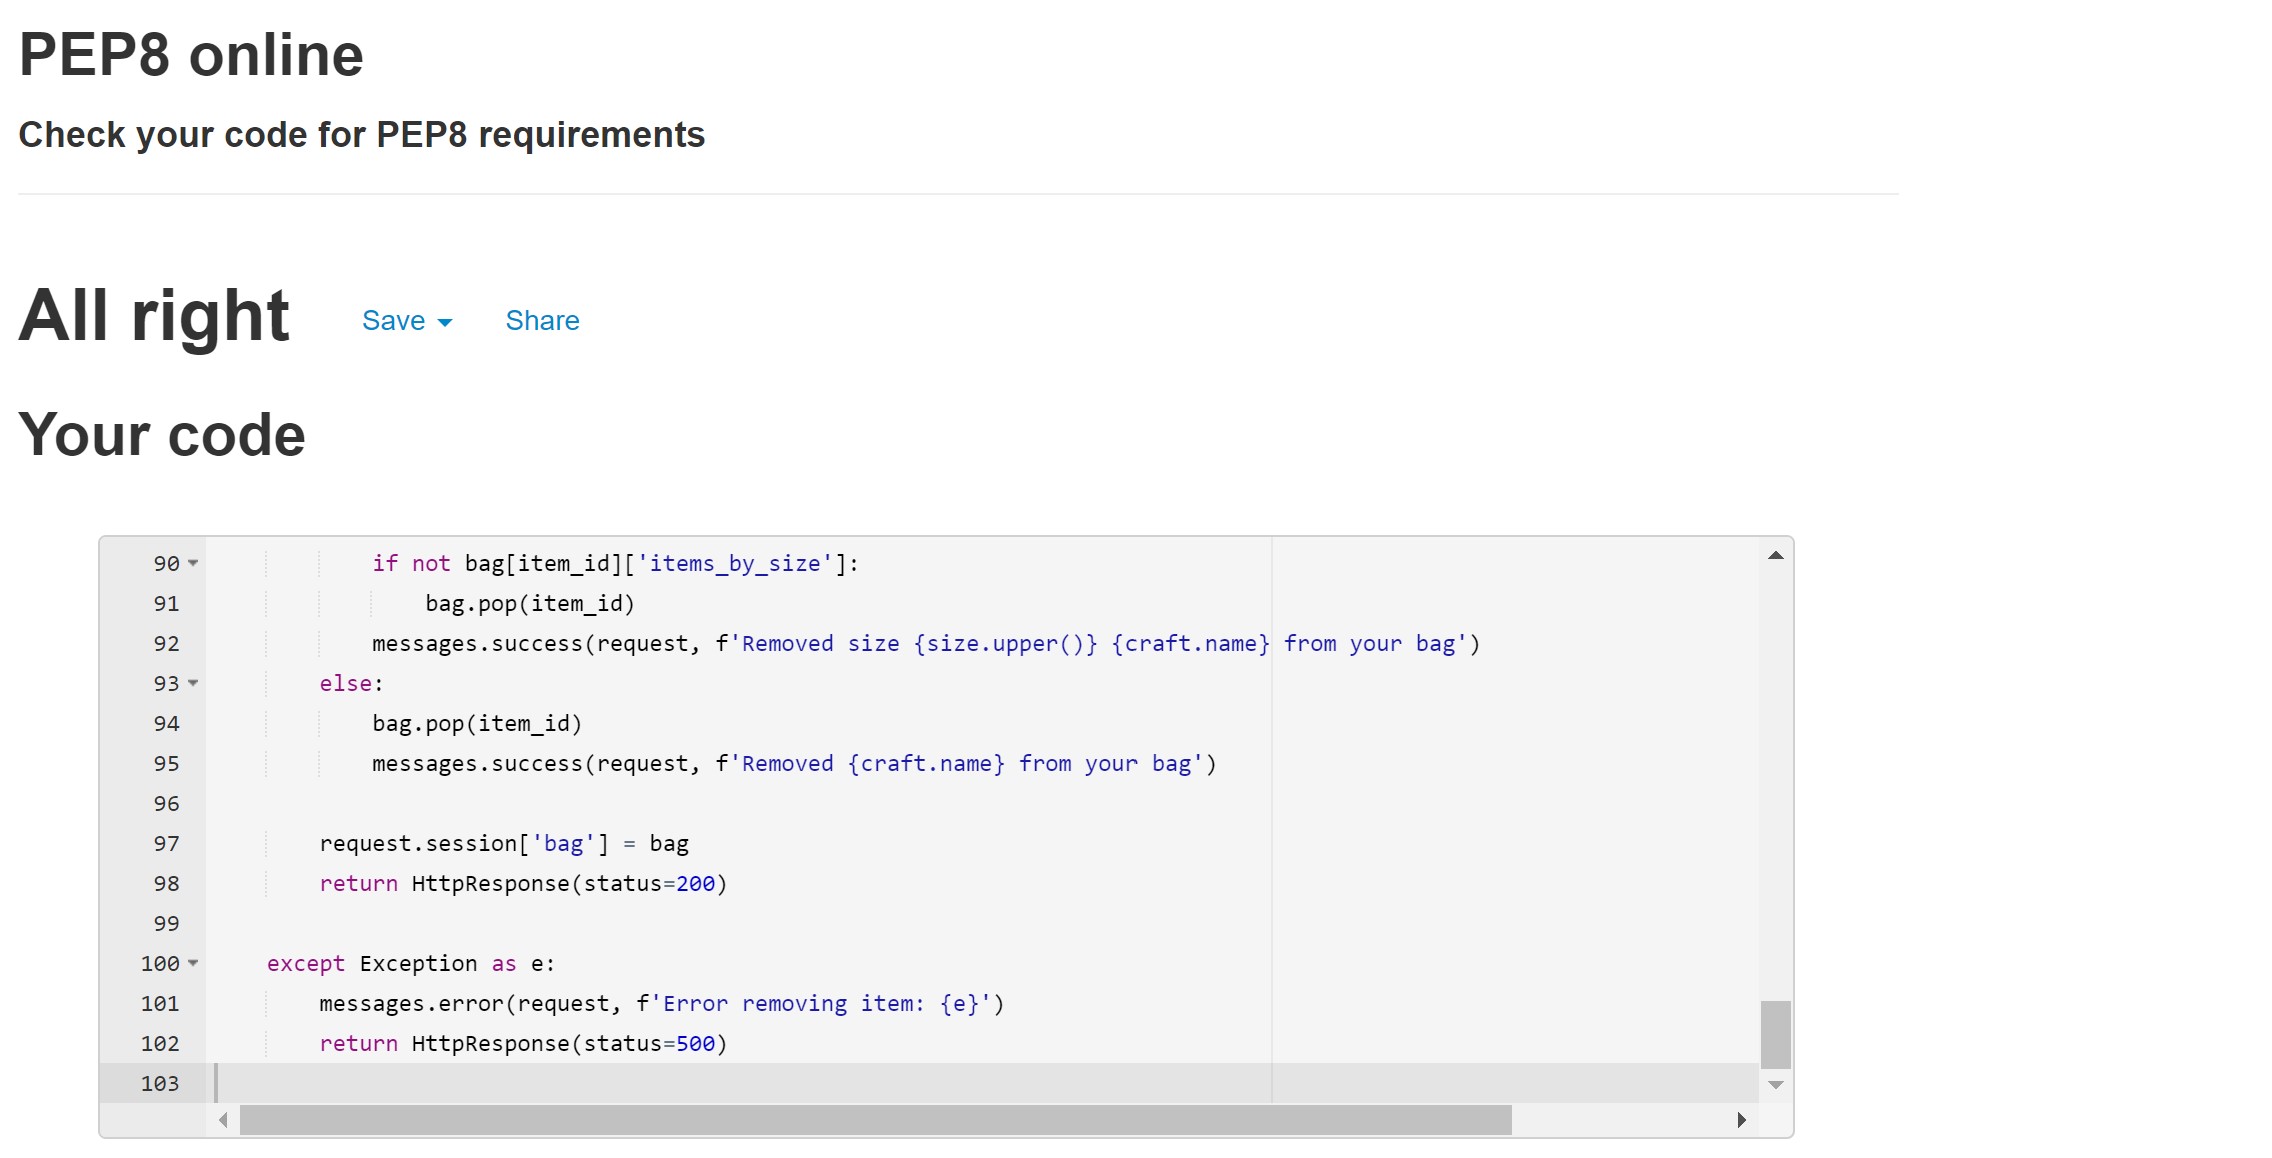 PEP8 online
Check your code for PEP8 requirements
All right Save Share
Your code
90 if not bag[item_id]['items_by_size']:
91 bag.pop(item_id)
92 messages.success(request, f'Removed size {size.upper()} {craft.name} from your bag')
93 else:
94 bag.pop(item_id)
95 messages.success(request, f'Removed {craft.name} from your bag')
96
97 request.session['bag'] = bag
98 return HttpResponse(status=200)
99
100 except Exception as e:
101 messages.error(request, f'Error removing item: {e}')
102 return HttpResponse(status=500)
103